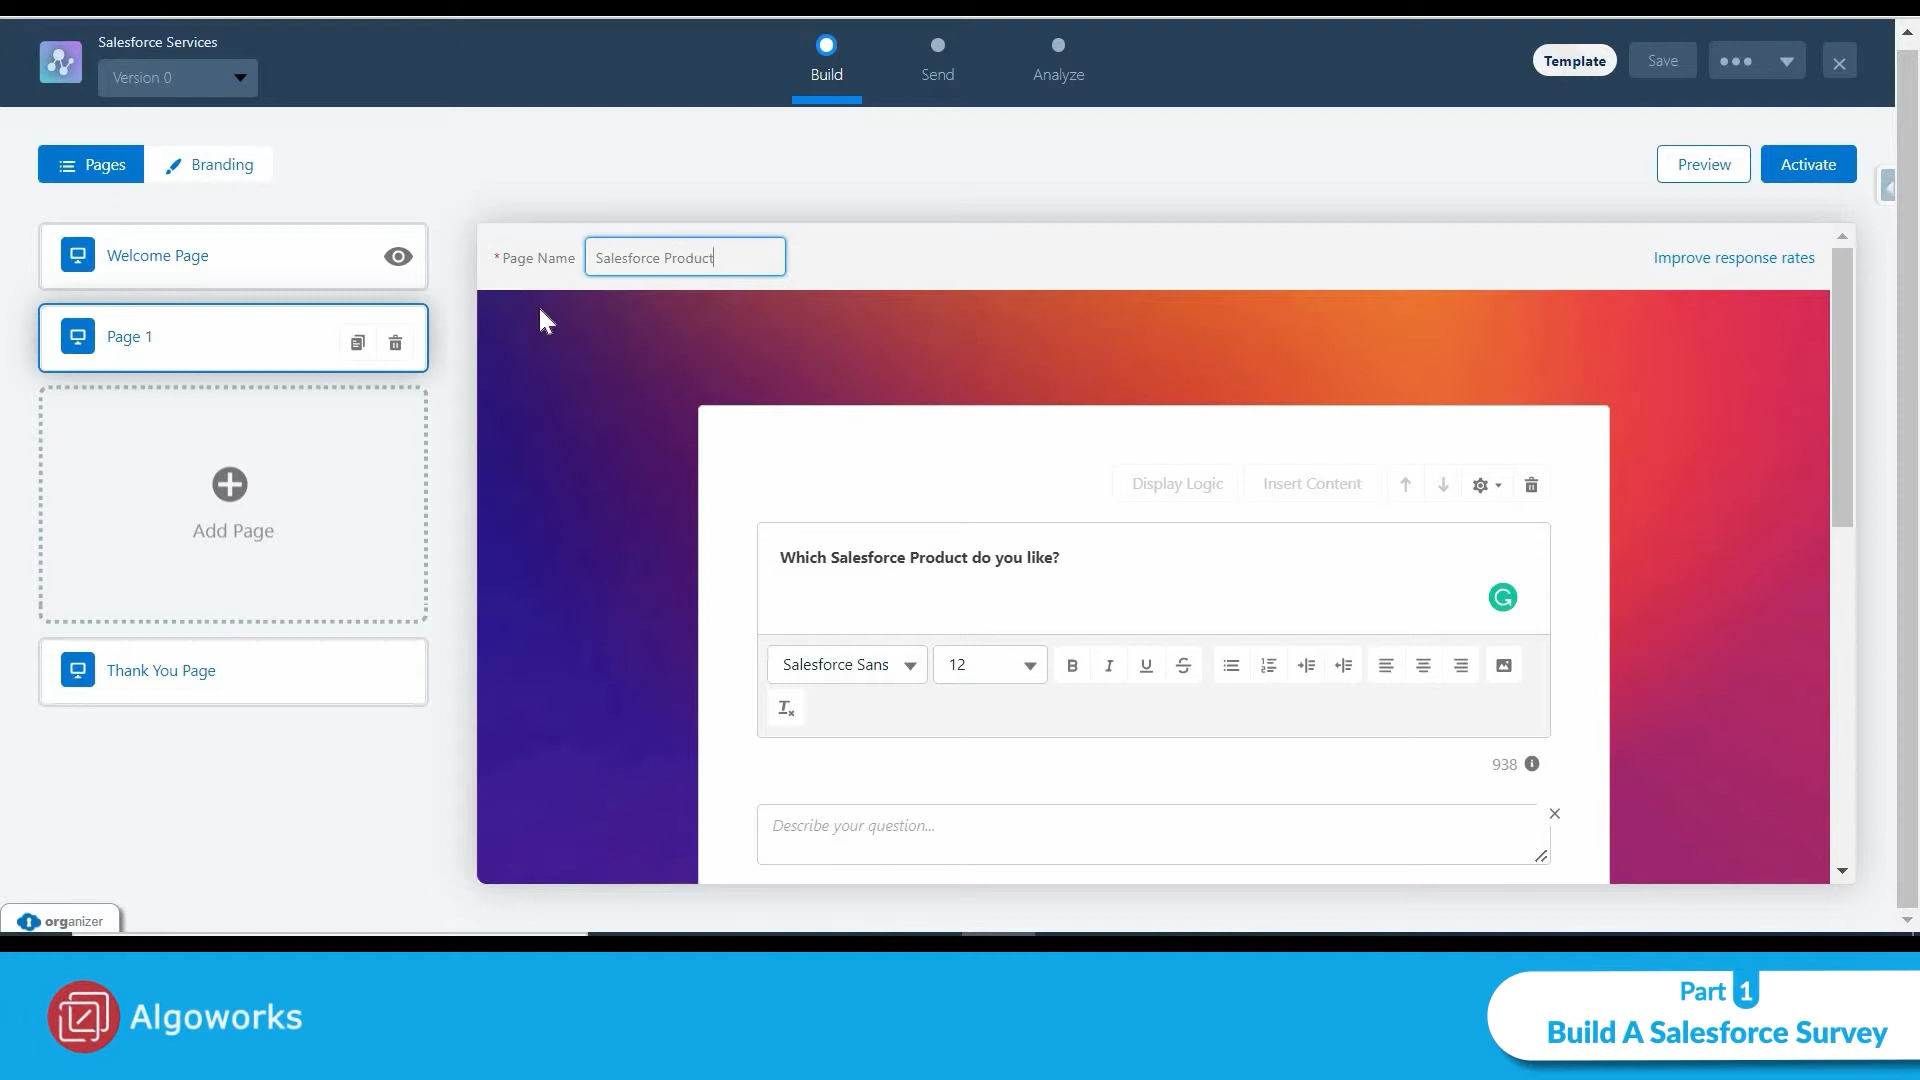 Salesforce Services
Version 0
Build
Send
Analyze
Template
Save
Pages
Branding
Preview
Activate
Welcome Page
Page 1
Add Page
Thank You Page
* Page Name
Salesforce Product
Improve response rates
Display Logic
Insert Content
Which Salesforce Product do you like?
Salesforce Sans
12
B I U S
938
Describe your question...
organizer
Algoworks
Part 1
Build A Salesforce Survey